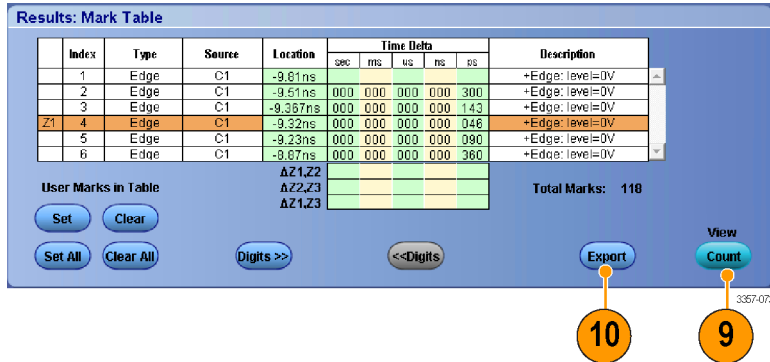 Results: Mark Table
Index Type Source Location Time Delta Description
sec ms us ns ps
1 Edge C1 -9.81ns +Edge: level=0V
2 Edge C1 -9.51ns 000 000 000 000 300 +Edge: level=0V
3 Edge C1 -9.367ns 000 000 000 000 143 +Edge: level=0V
Z1 4 Edge C1 -9.32ns 000 000 000 000 046 +Edge: level=0V
5 Edge C1 -9.23ns 000 000 000 000 090 +Edge: level=0V
6 Edge C1 -8.87ns 000 000 000 000 360 +Edge: level=0V
ΔZ1,Z2
User Marks in Table ΔZ2,Z3 Total Marks: 118
ΔZ1,Z3
Set Clear
View
Set All Clear All Digits >> <<Digits Export Count
3357-073
10 9